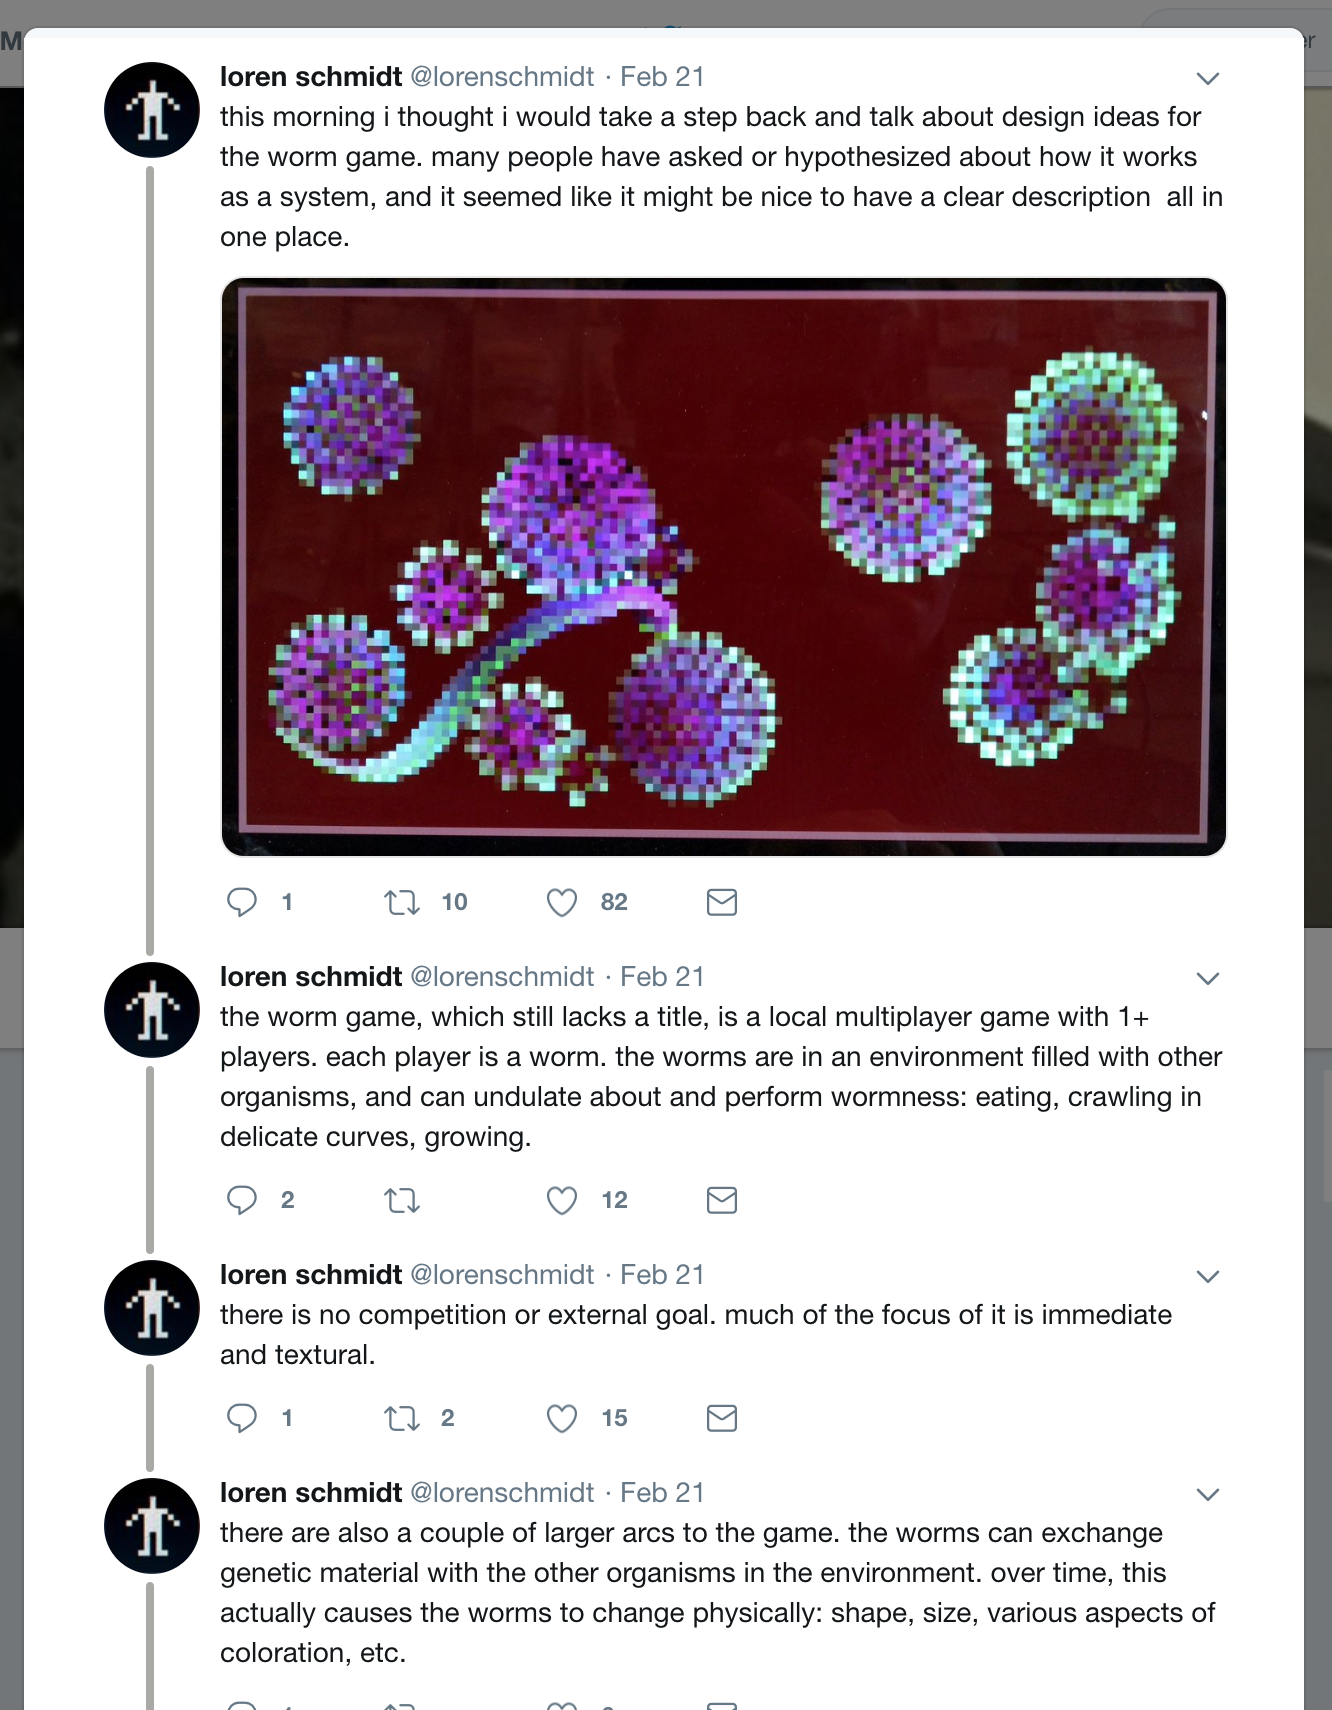 M
er
loren schmidt @lorenschmidt · Feb 21
this morning i thought i would take a step back and talk about design ideas for
the worm game. many people have asked or hypothesized about how it works
as a system, and it seemed like it might be nice to have a clear description  all in
one place.
1 10 82
loren schmidt @lorenschmidt · Feb 21
the worm game, which still lacks a title, is a local multiplayer game with 1+
players. each player is a worm. the worms are in an environment filled with other
organisms, and can undulate about and perform wormness: eating, crawling in
delicate curves, growing.
2 12
loren schmidt @lorenschmidt · Feb 21
there is no competition or external goal. much of the focus of it is immediate
and textural.
1 2 15
loren schmidt @lorenschmidt · Feb 21
there are also a couple of larger arcs to the game. the worms can exchange
genetic material with the other organisms in the environment. over time, this
actually causes the worms to change physically: shape, size, various aspects of
coloration, etc.